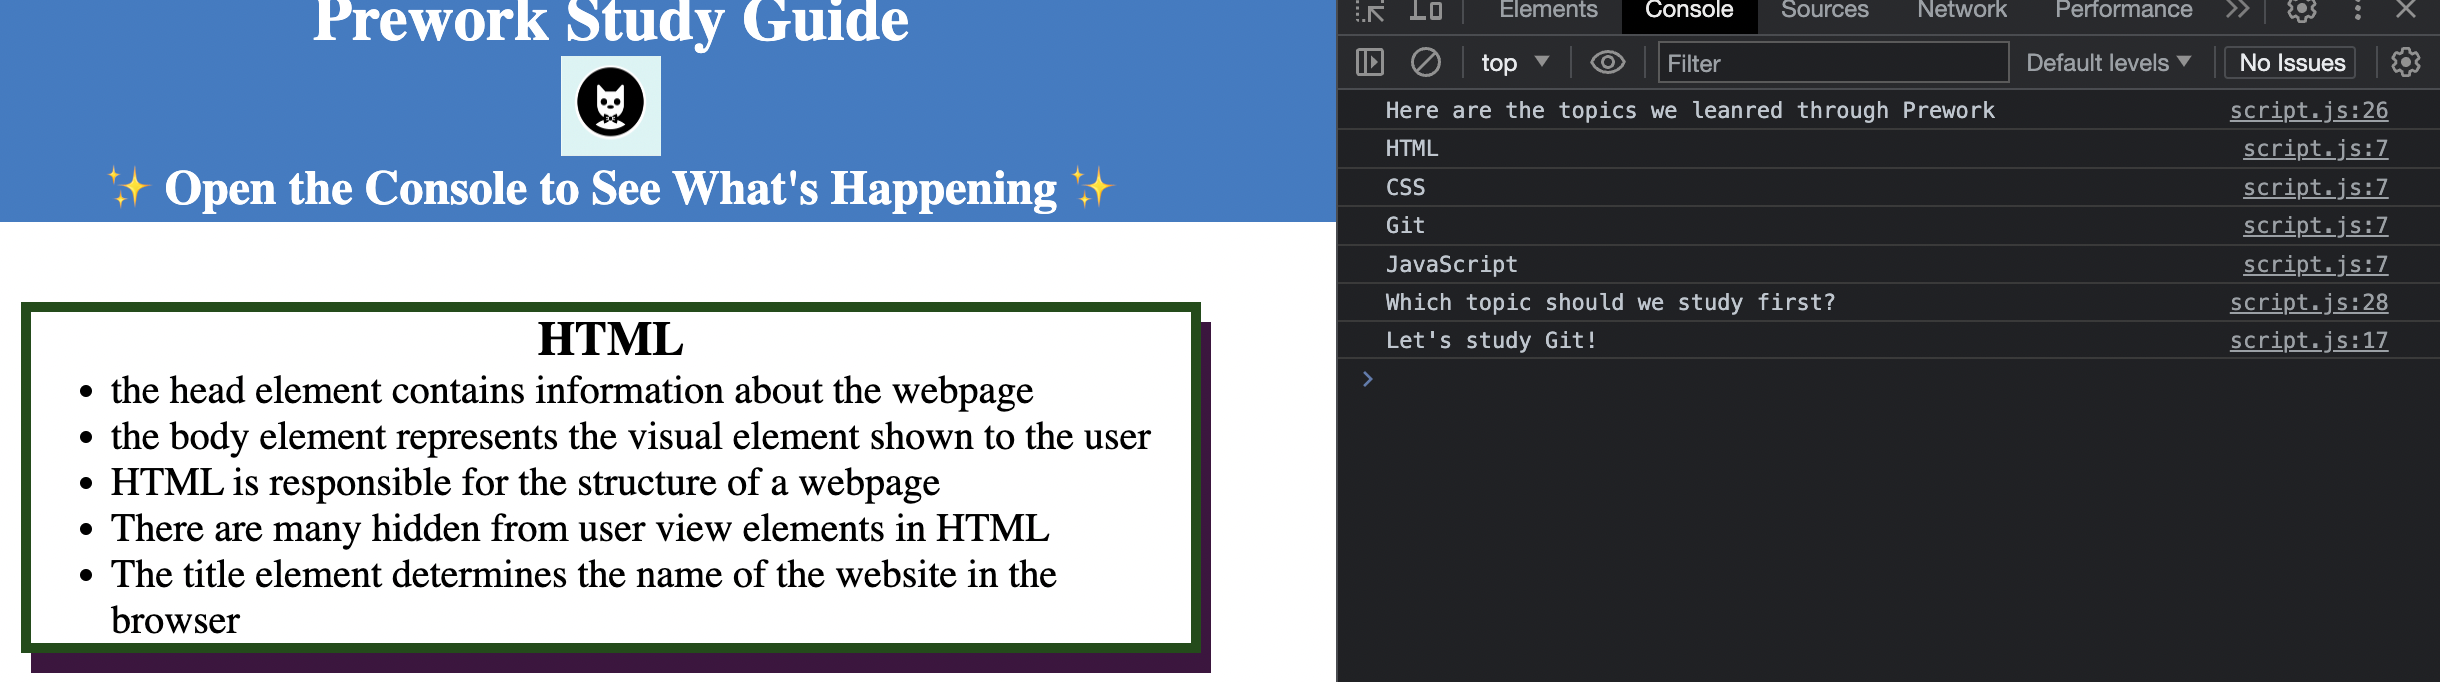 Prework Study Guide
✨ Open the Console to See What's Happening ✨
HTML
• the head element contains information about the webpage
• the body element represents the visual element shown to the user
• HTML is responsible for the structure of a webpage
• There are many hidden from user view elements in HTML
• The title element determines the name of the website in the
browser
Elements Console Sources Network Performance
top Filter Default levels No Issues
Here are the topics we leanred through Prework script.js:26
HTML script.js:7
CSS script.js:7
Git script.js:7
JavaScript script.js:7
Which topic should we study first? script.js:28
Let's study Git! script.js:17